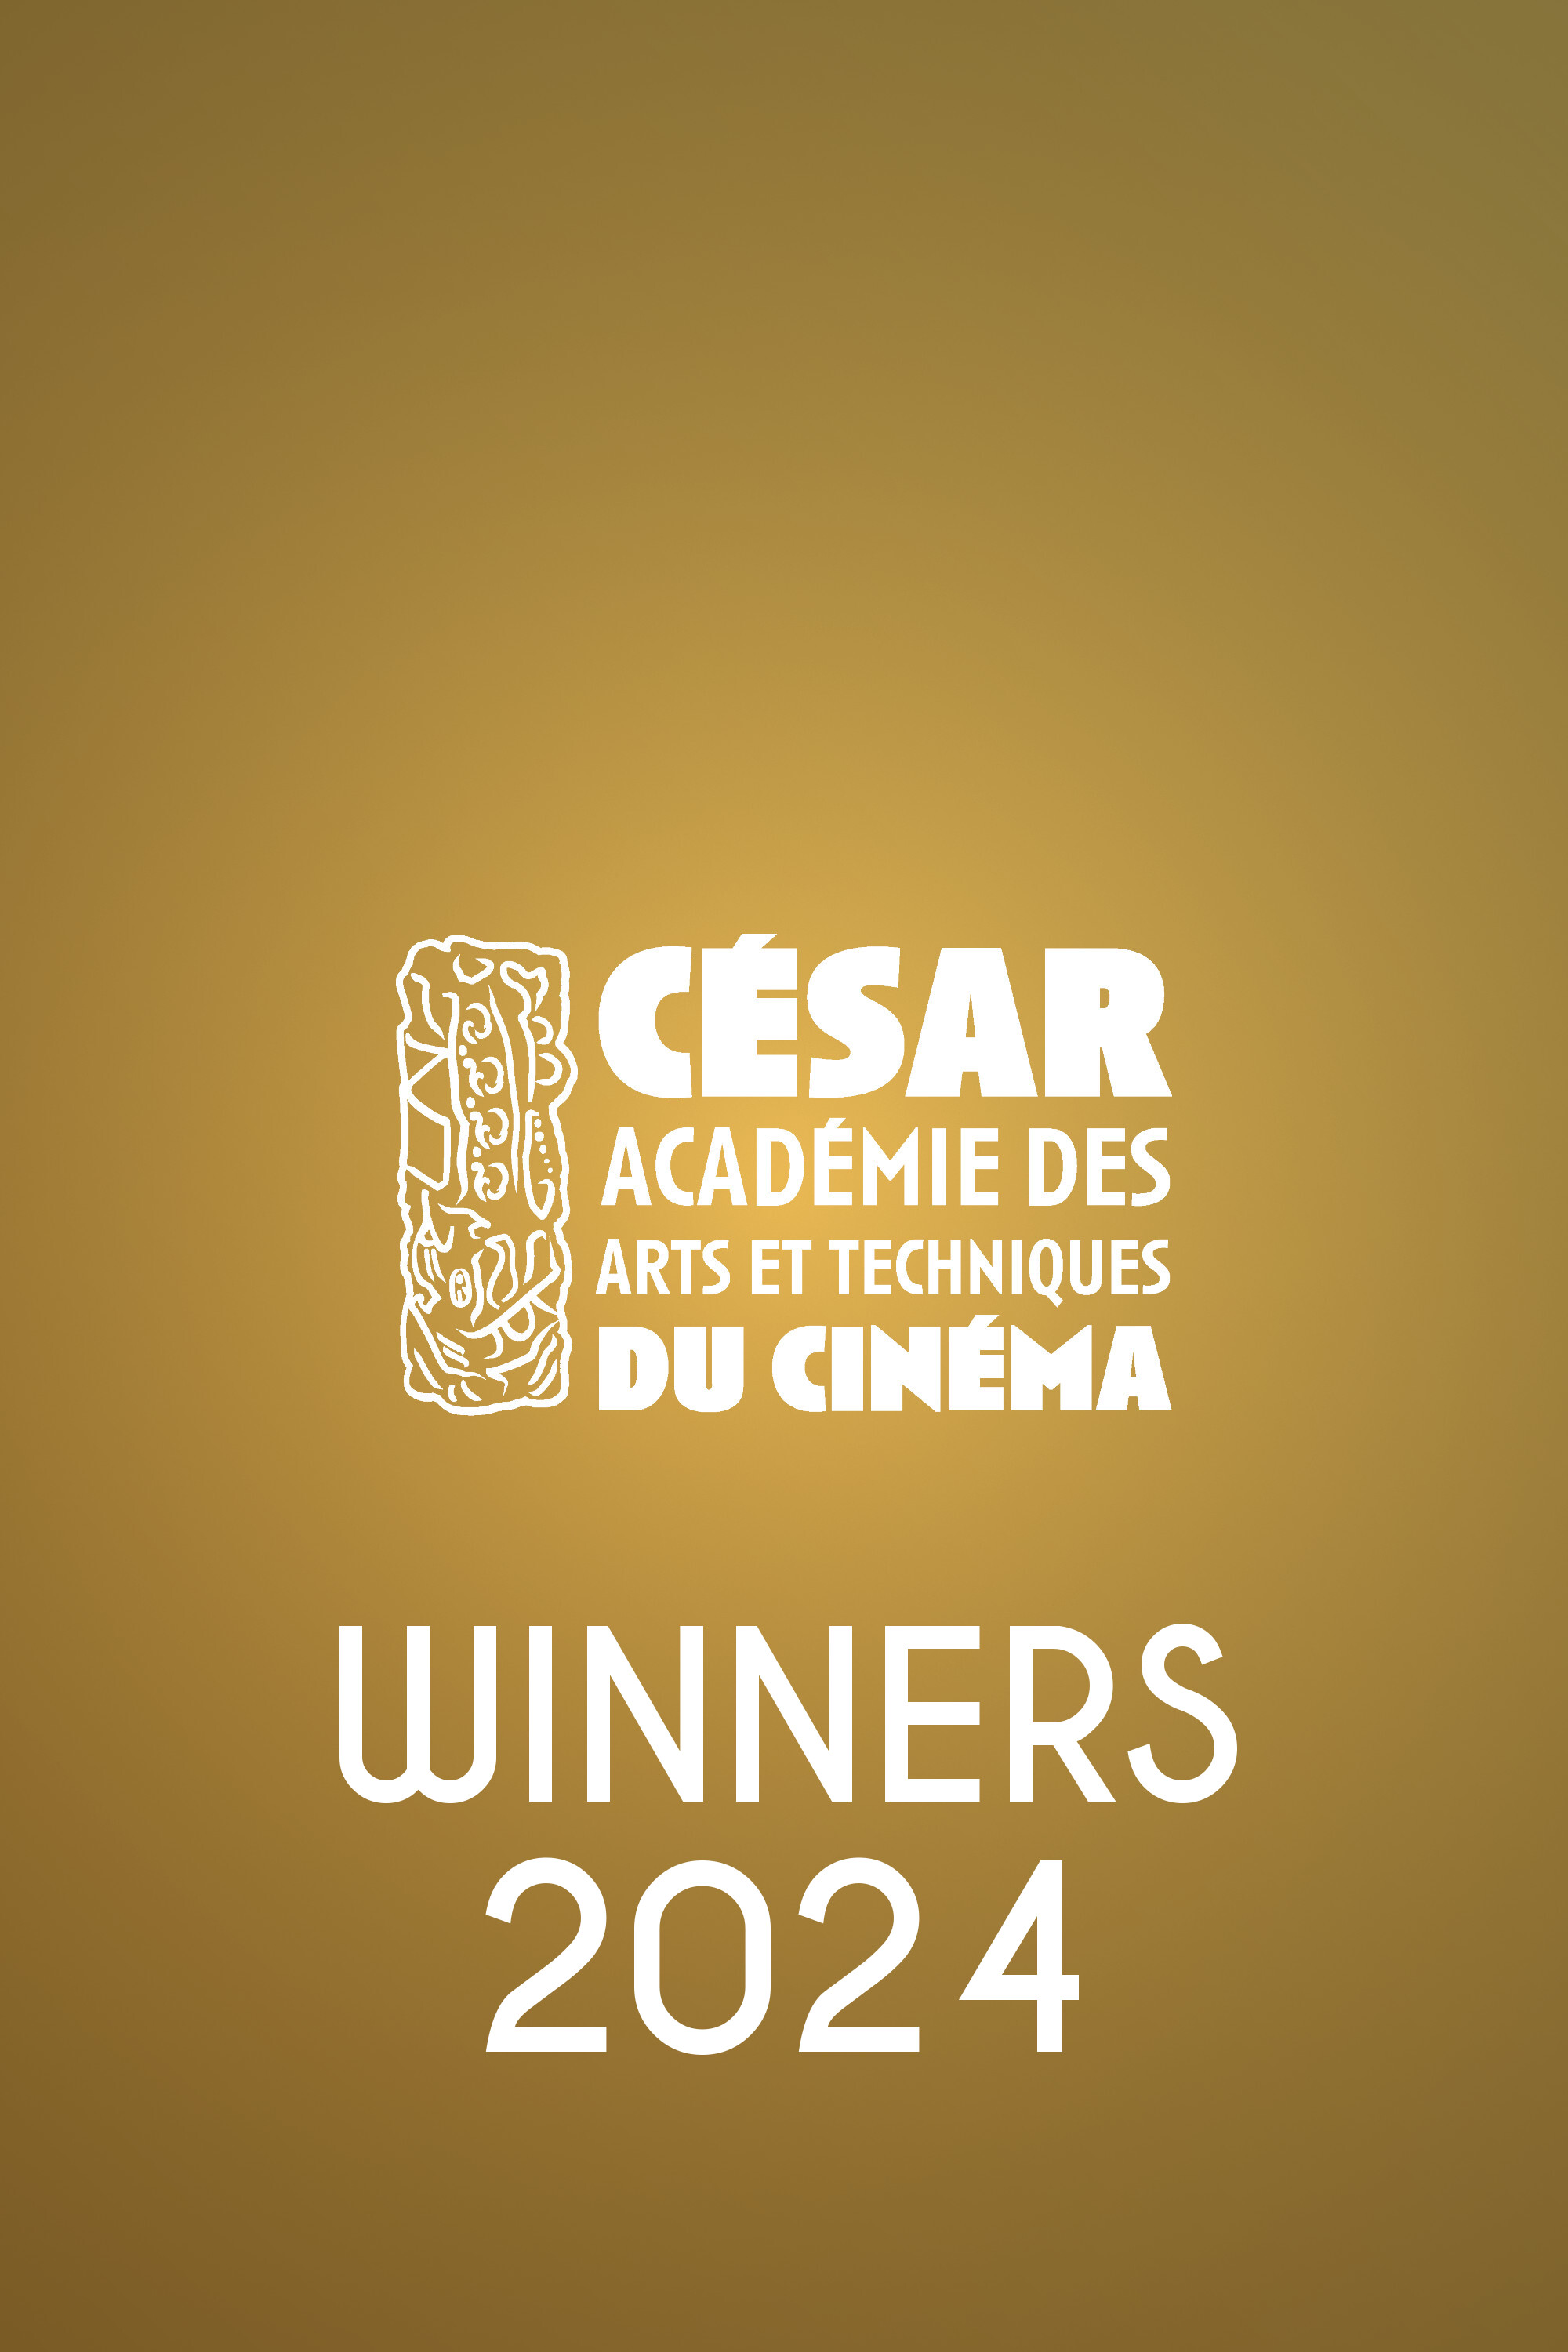 CÉSAR
ACADÉMIE DES
ARTS ET TECHNIQUES
DU CINÉMA
WINNERS
2024